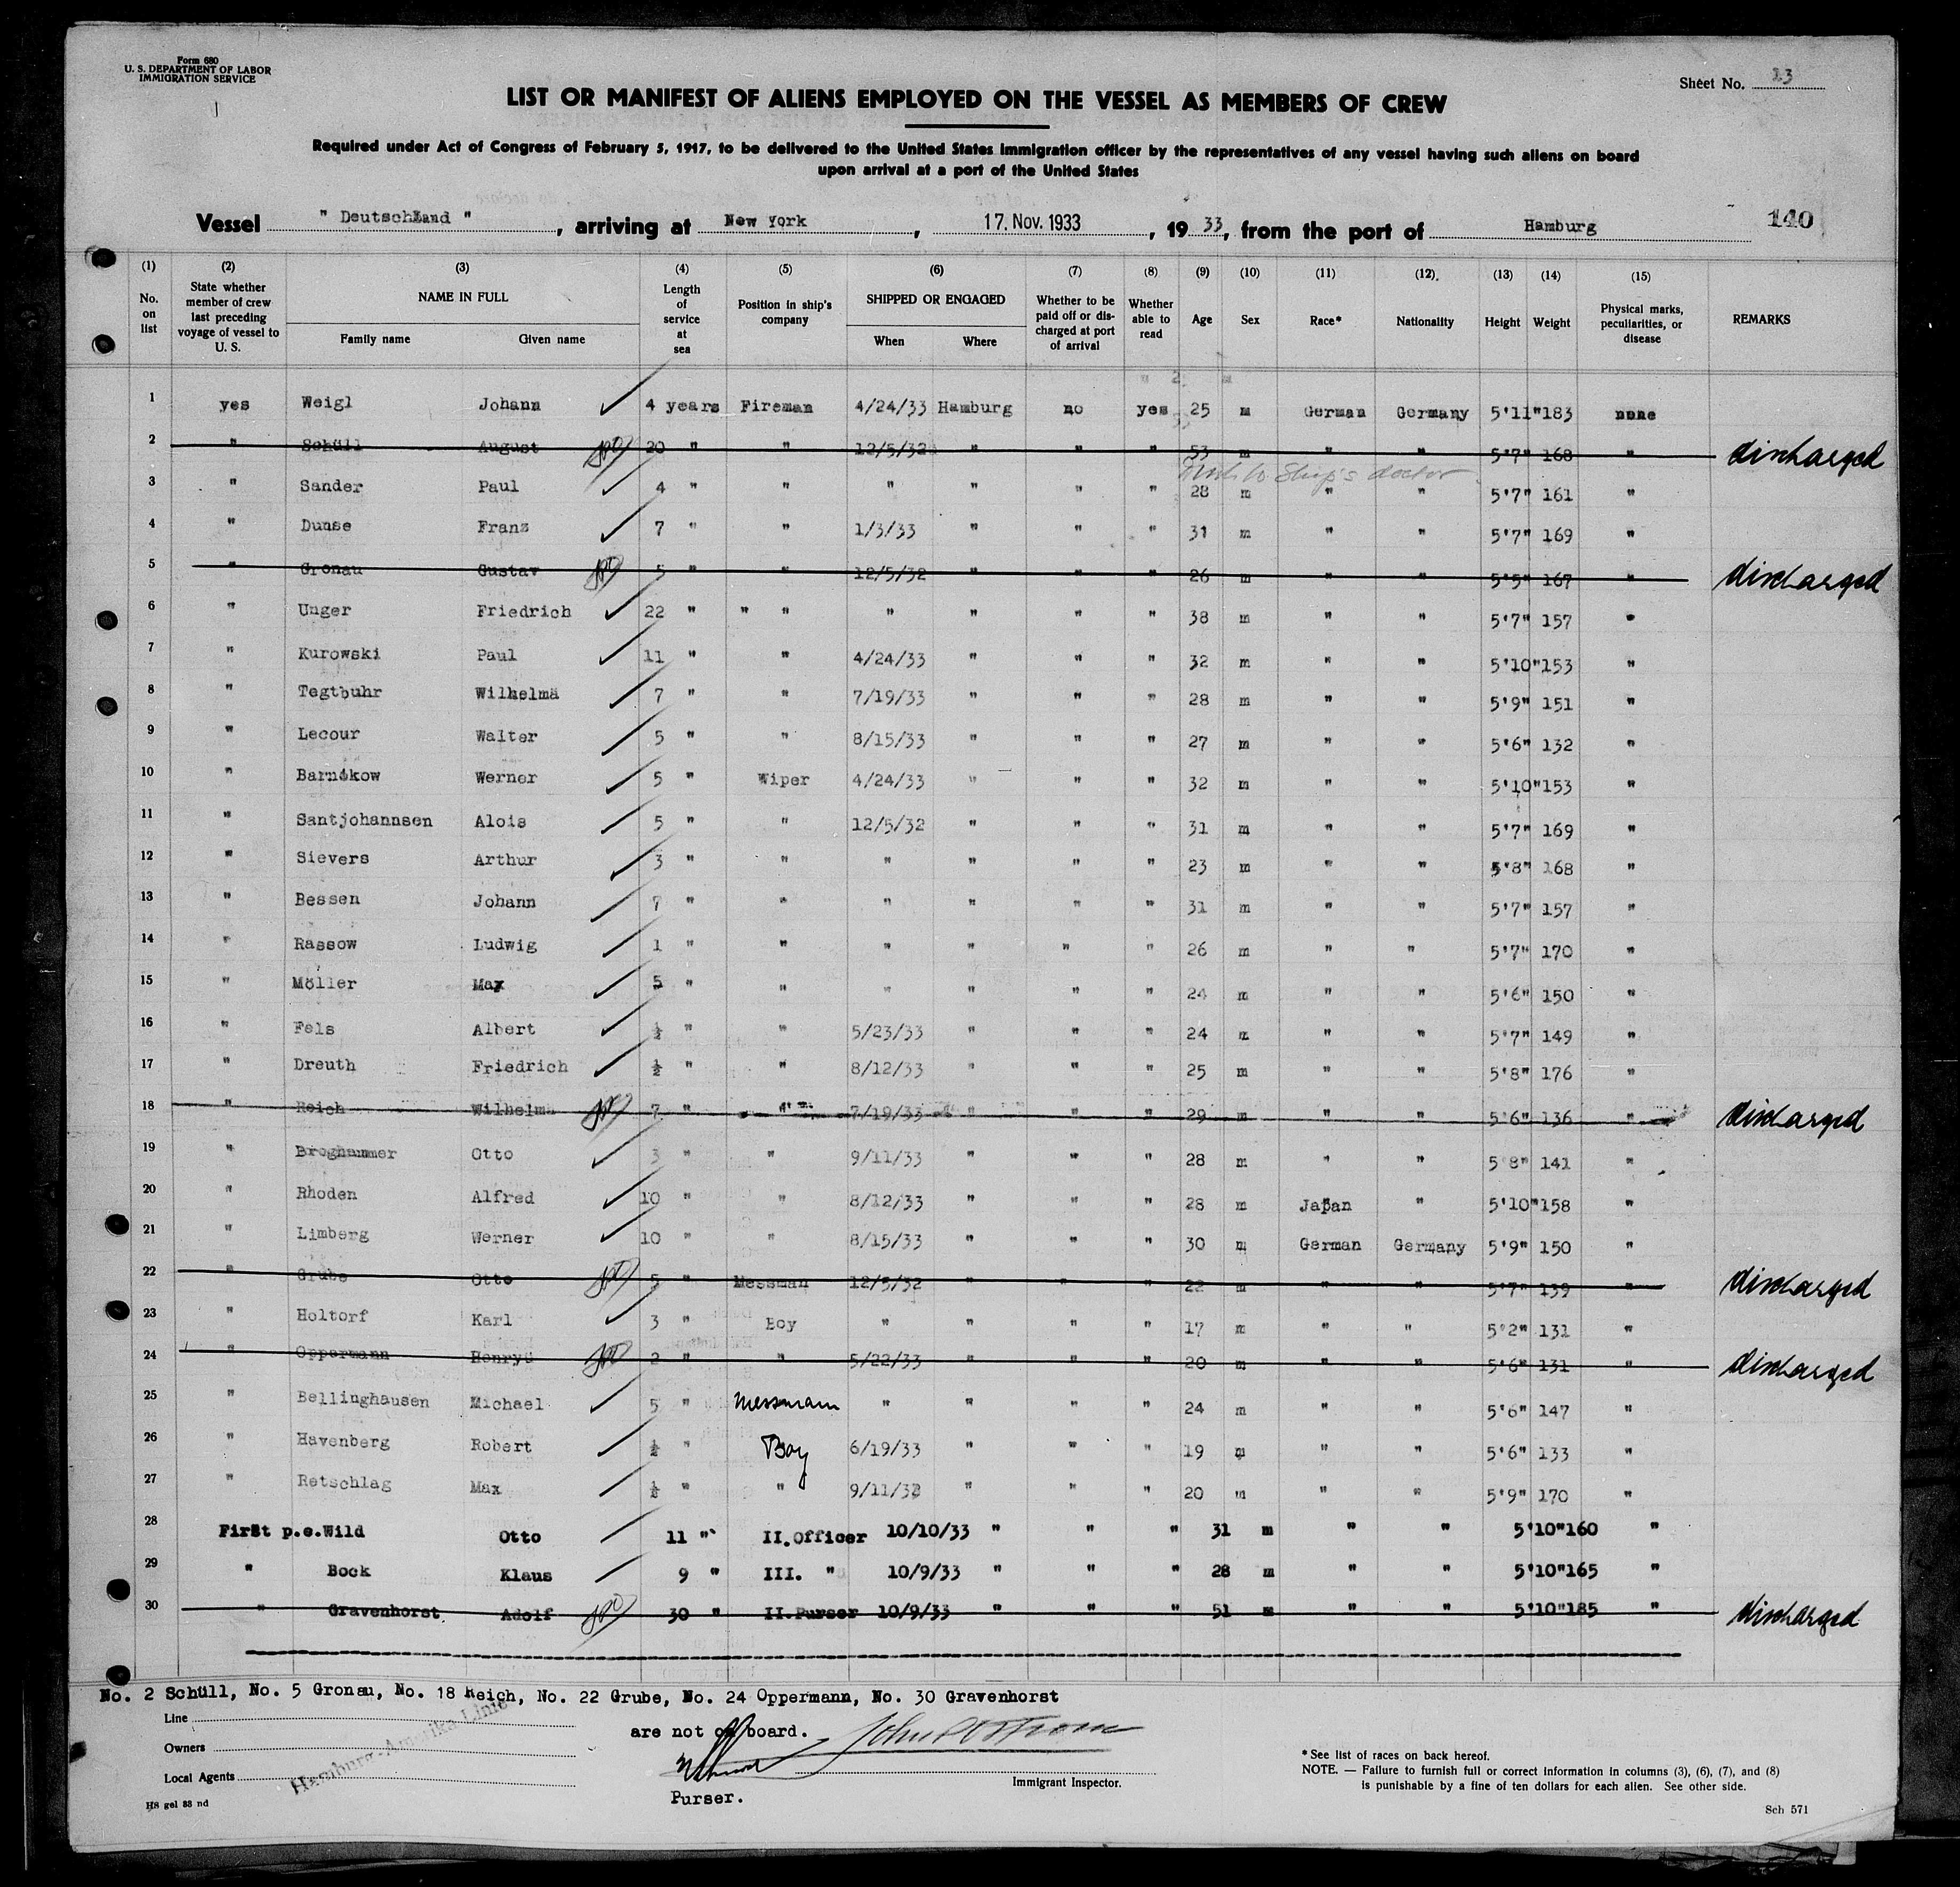 Form 680
U. S. DEPARTMENT OF LABOR
IMMIGRATION SERVICE
Sheet No. 13
LIST OR MANIFEST OF ALIENS EMPLOYED ON THE VESSEL AS MEMBERS OF CREW
Required under Act of Congress of February 5, 1917, to be delivered to the United States immigration officer by the representatives of any vessel having such aliens on board
upon arrival at a port of the United States
Vessel " Deutschland " , arriving at New York , 17. Nov. 1933 , 19 33, from the port of Hamburg 140
(1) (2) (3) (4) (5) (6) (7) (8) (9) (10) (11) (12) (13) (14) (15)
No. on list State whether member of crew last preceding voyage of vessel to U. S. NAME IN FULL Family name Given name Length of service at sea Position in ship's company SHIPPED OR ENGAGED When Where Whether to be paid off or discharged at port of arrival Whether able to read Age Sex Race* Nationality Height Weight Physical marks, peculiarities, or disease REMARKS
1 yes Weigl Johann 4 years Fireman 4/24/33 Hamburg no yes 25 m German Germany 5'11" 183 none
2 " Schüll August 20 " " 12/5/32 " " " 53 m " " 5'7" 168 " discharged
Ship's doctor
3 " Sander Paul 4 " " " " " " 28 m " " 5'7" 161 "
4 " Dunse Franz 7 " " 1/3/33 " " " 31 m " " 5'7" 169 "
5 " Gronau Gustav 5 " " 12/5/32 " " " 26 m " " 5'5" 167 " discharged
6 " Unger Friedrich 22 " " " " " " " 38 m " " 5'7" 157 "
7 " Kurowski Paul 11 " " 4/24/33 " " " 32 m " " 5'10" 153 "
8 " Tegtbuhr Wilhelm 7 " " 7/19/33 " " " 28 m " " 5'9" 151 "
9 " Lecour Walter 5 " " 8/15/33 " " " 27 m " " 5'6" 132 "
10 " Barnikow Werner 5 " Wiper 4/24/33 " " " 32 m " " 5'10" 153 "
11 " Santjohannsen Alois 5 " " 12/5/32 " " " 31 m " " 5'7" 169 "
12 " Sievers Arthur 3 " " " " " " 23 m " " 5'8" 168 "
13 " Bessen Johann 7 " " " " " " 31 m " " 5'7" 157 "
14 " Rassow Ludwig 1 " " " " " " 26 m " " 5'7" 170 "
15 " Möller Max 5 " " " " " " 24 m " " 5'6" 150 "
16 " Fels Albert ½ " " 5/23/33 " " " 24 m " " 5'7" 149 "
17 " Dreuth Friedrich ½ " " 8/12/33 " " " 25 m " " 5'8" 176 "
18 " Reich Wilhelm 7 " " 7/19/33 " " " 29 m " " 5'6" 136 " discharged
19 " Broghammer Otto 3 " " 9/11/33 " " " 28 m " " 5'8" 141 "
20 " Rhoden Alfred 10 " " 8/12/33 " " " 28 m Japan " 5'10" 158 "
21 " Limberg Werner 10 " " 8/15/33 " " " 30 m German Germany 5'9" 150 "
22 " Grube Otto 5 " Messman 12/5/32 " " " 22 m " " 5'7" 139 " discharged
23 " Holtorf Karl 3 " Boy " " " " 17 m " " 5'2" 131 "
24 " Oppermann Henry 2 " " 5/22/33 " " " 20 m " " 5'6" 131 " discharged
25 " Bellinghausen Michael 5 " Messmann " " " " 24 m " " 5'6" 147 "
26 " Havenberg Robert ½ " Boy 6/19/33 " " " 19 m " " 5'6" 133 "
27 " Retschlag Max ½ " " 9/11/33 " " " 20 m " " 5'9" 170 "
28 First p.e. Wild Otto 11 " II. Officer 10/10/33 " " " 31 m " " 5'10" 160 "
29 " Bock Klaus 9 " III. " 10/9/33 " " " 28 m " " 5'10" 165 "
30 " Gravenhorst Adolf 30 " II. Purser 10/9/33 " " " 51 m " " 5'10" 185 " discharged
No. 2 Schüll, No. 5 Gronau, No. 18 Reich, No. 22 Grube, No. 24 Oppermann, No. 30 Gravenhorst
are not on board.
Line
Owners
Local Agents
Hamburg-Amerika Linie
Immigrant Inspector.
Purser.
* See list of races on back hereof.
NOTE. — Failure to furnish full or correct information in columns (3), (6), (7), and (8)
is punishable by a fine of ten dollars for each alien. See other side.
HS gel 33 nd
Sch 571